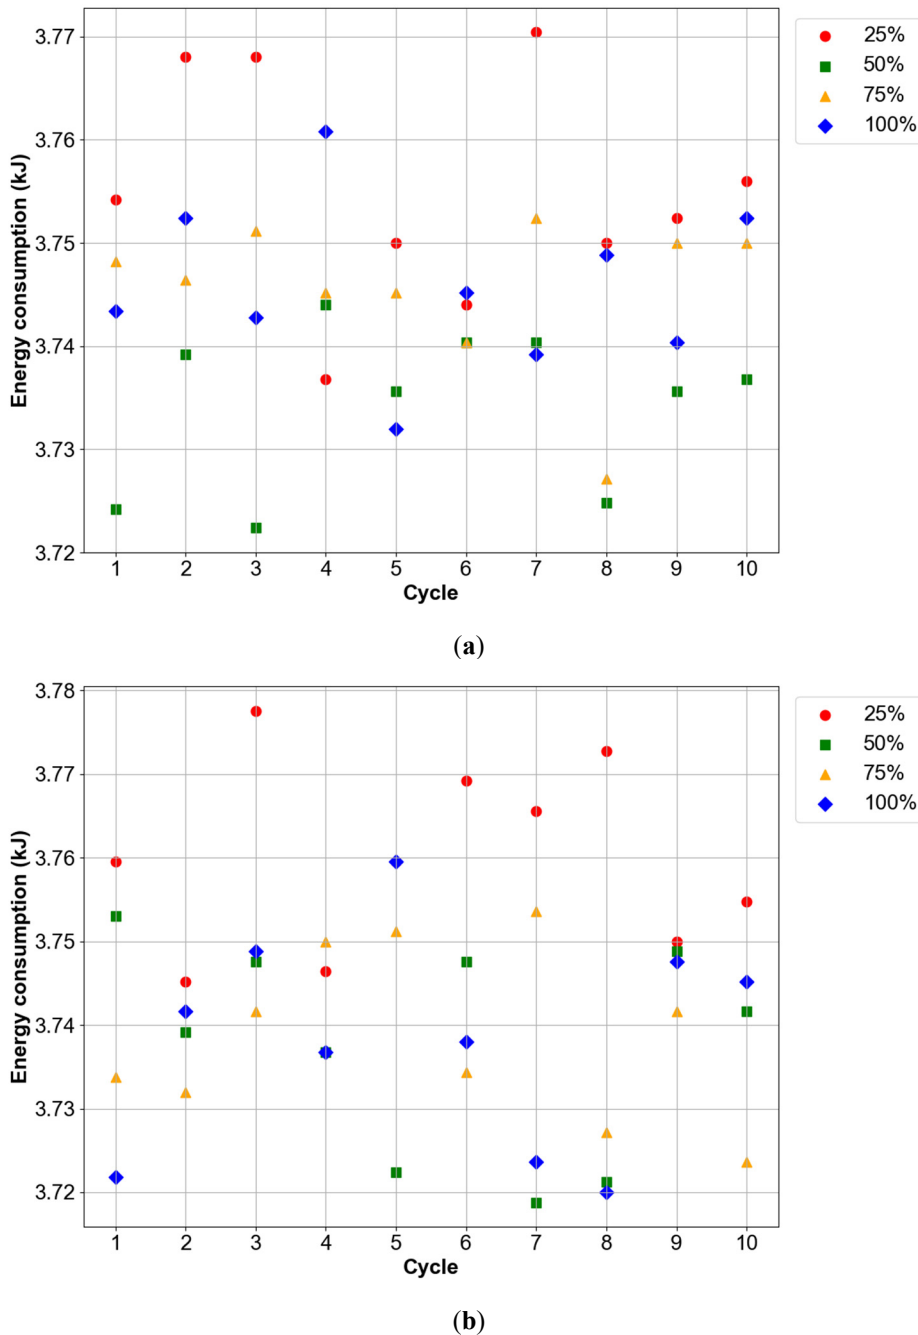 3.77
3.76
3.75
3.74
3.73
3.72
Energy consumption (kJ)
1 2 3 4 5 6 7 8 9 10
Cycle
25%
50%
75%
100%
(a)
3.78
3.77
3.76
3.75
3.74
3.73
3.72
Energy consumption (kJ)
1 2 3 4 5 6 7 8 9 10
Cycle
25%
50%
75%
100%
(b)